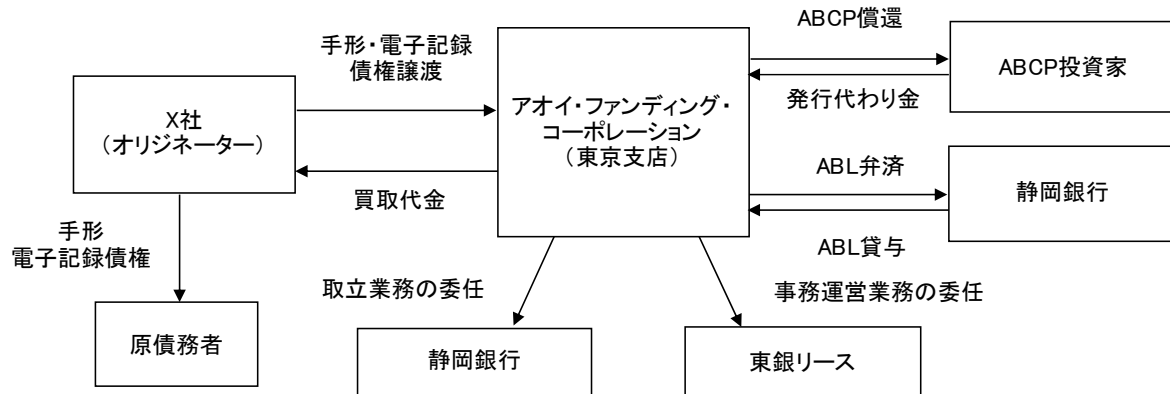 ABCP償還
手形・電子記録
債権譲渡
X社
（オリジネーター）
アオイ・ファンディング・
コーポレーション
（東京支店）
ABCP投資家
発行代わり金
買取代金
ABL弁済
静岡銀行
ABL貸与
手形
電子記録債権
取立業務の委任
事務運営業務の委任
原債務者
静岡銀行
東銀リース